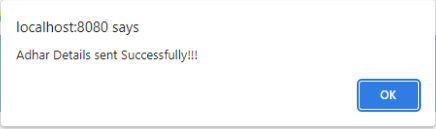 localhost:8080 says
Adhar Details sent Successfully!!!
OK